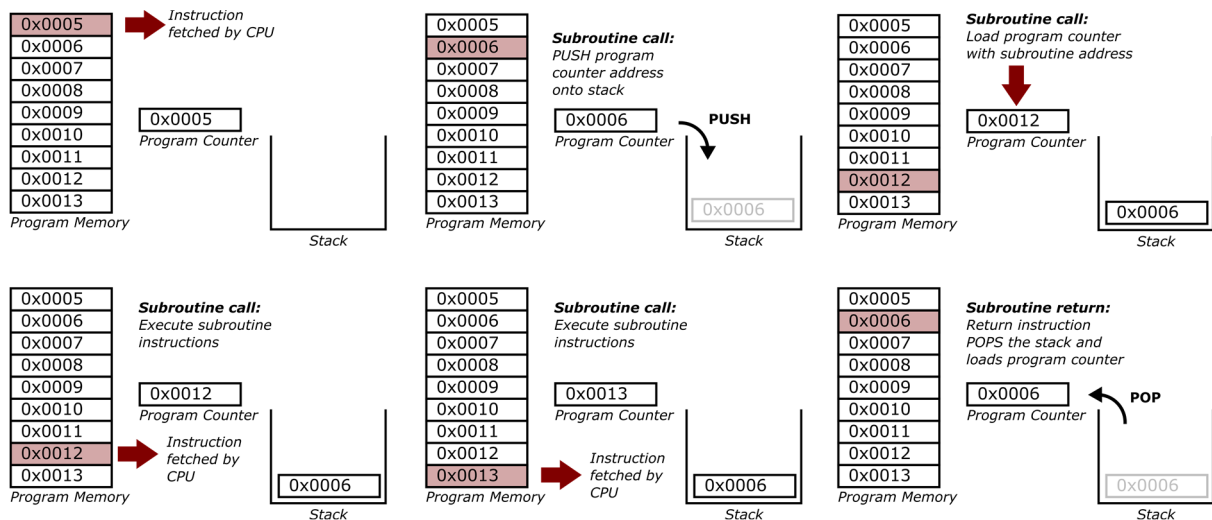 0x0005
0x0006
0x0007
0x0008
0x0009
0x0010
0x0011
0x0012
0x0013
Program Memory
Instruction
fetched by CPU
0x0005
Program Counter
Stack
0x0005
0x0006
0x0007
0x0008
0x0009
0x0010
0x0011
0x0012
0x0013
Program Memory
Subroutine call:
PUSH program
counter address
onto stack
0x0006
Program Counter
PUSH
0x0006
Stack
0x0005
0x0006
0x0007
0x0008
0x0009
0x0010
0x0011
0x0012
0x0013
Program Memory
Subroutine call:
Load program counter
with subroutine address
0x0012
Program Counter
0x0006
Stack
0x0005
0x0006
0x0007
0x0008
0x0009
0x0010
0x0011
0x0012
0x0013
Program Memory
Subroutine call:
Execute subroutine
instructions
0x0012
Program Counter
Instruction
fetched by
CPU
0x0006
Stack
0x0005
0x0006
0x0007
0x0008
0x0009
0x0010
0x0011
0x0012
0x0013
Program Memory
Subroutine call:
Execute subroutine
instructions
0x0013
Program Counter
Instruction
fetched by
CPU
0x0006
Stack
0x0005
0x0006
0x0007
0x0008
0x0009
0x0010
0x0011
0x0012
0x0013
Program Memory
Subroutine return:
Return instruction
POPS the stack and
loads program counter
0x0006
Program Counter
POP
0x0006
Stack